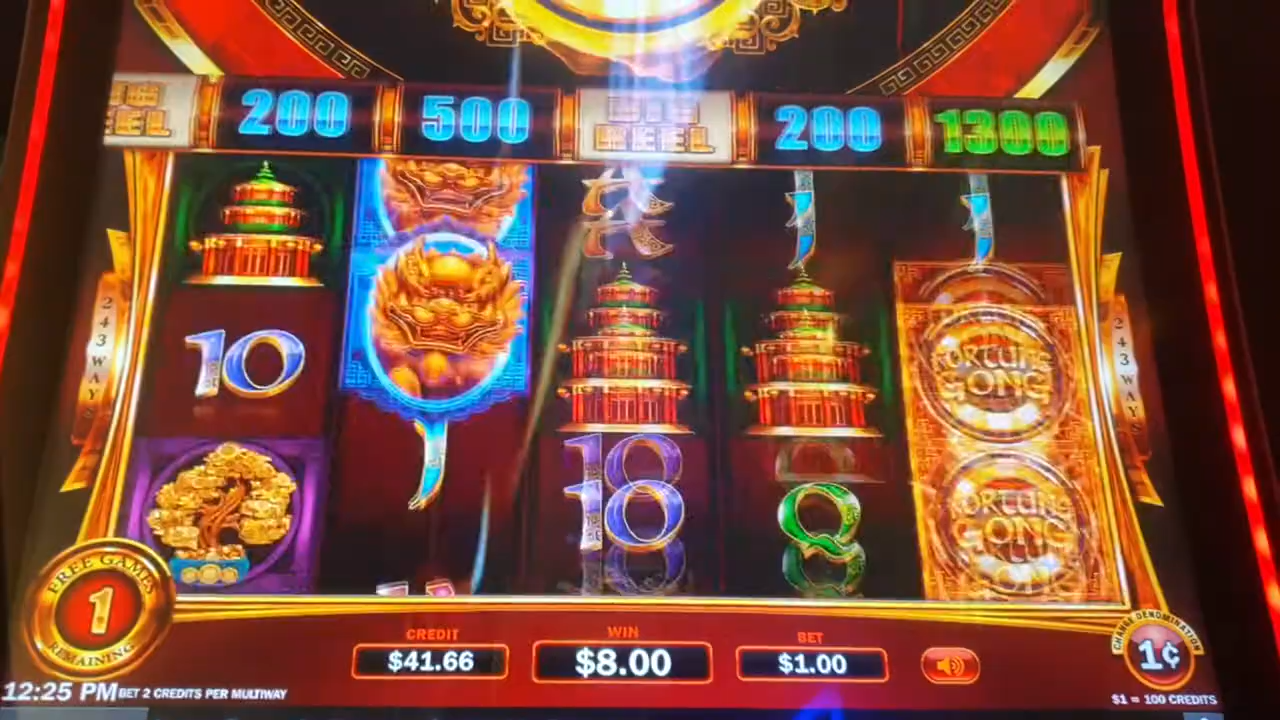 200 500 BIG REEL 200 1300
243 WAYS
243 WAYS
10
FORTUNE GONG
10
10
Q
FORTUNE GONG
FREE GAMES
1
REMAINING
CREDIT
$41.66
WIN
$8.00
BET
$1.00
CHANGE DENOMINATION
1¢
12:25 PM BET 2 CREDITS PER MULTIWAY
$1 = 100 CREDITS